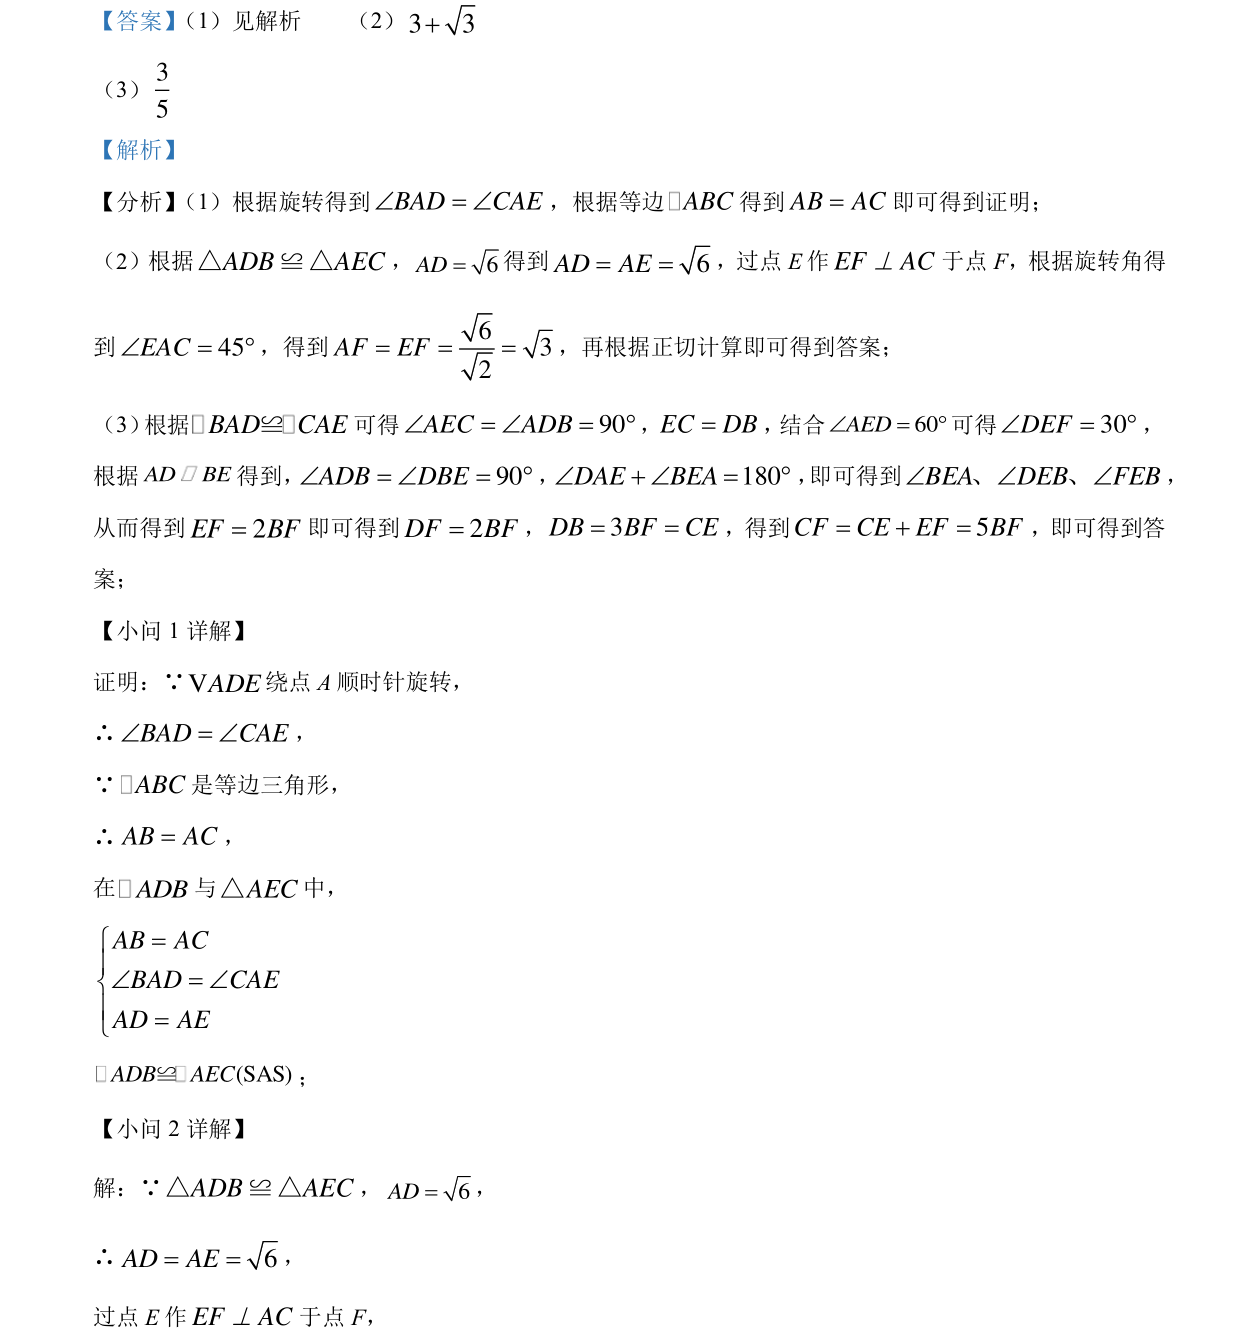 【答案】（1）见解析 （2）3+√3
（3）3/5
【解析】
【分析】（1）根据旋转得到∠BAD = ∠CAE，根据等边□ABC得到AB = AC即可得到证明；
（2）根据△ADB ≌ △AEC，AD = √6得到AD = AE = √6，过点E作EF ⊥ AC于点F，根据旋转角得
到∠EAC = 45°，得到AF = EF = √6/√2 = √3，再根据正切计算即可得到答案；
（3）根据□BAD≌□CAE可得∠AEC = ∠ADB = 90°，EC = DB，结合∠AED = 60°可得∠DEF = 30°，
根据AD▱BE得到，∠ADB = ∠DBE = 90°，∠DAE + ∠BEA = 180°，即可得到∠BEA、∠DEB、∠FEB，
从而得到EF = 2BF即可得到DF = 2BF，DB = 3BF = CE，得到CF = CE + EF = 5BF，即可得到答
案；
【小问1详解】
证明：∵VADE绕点A顺时针旋转，
∴∠BAD = ∠CAE，
∵□ABC是等边三角形，
∴AB = AC，
在□ADB与△AEC中，
{AB = AC
∠BAD = ∠CAE
AD = AE
□ADB≌□AEC(SAS)；
【小问2详解】
解：∵△ADB ≌ △AEC，AD = √6，
∴AD = AE = √6，
过点E作EF ⊥ AC于点F，